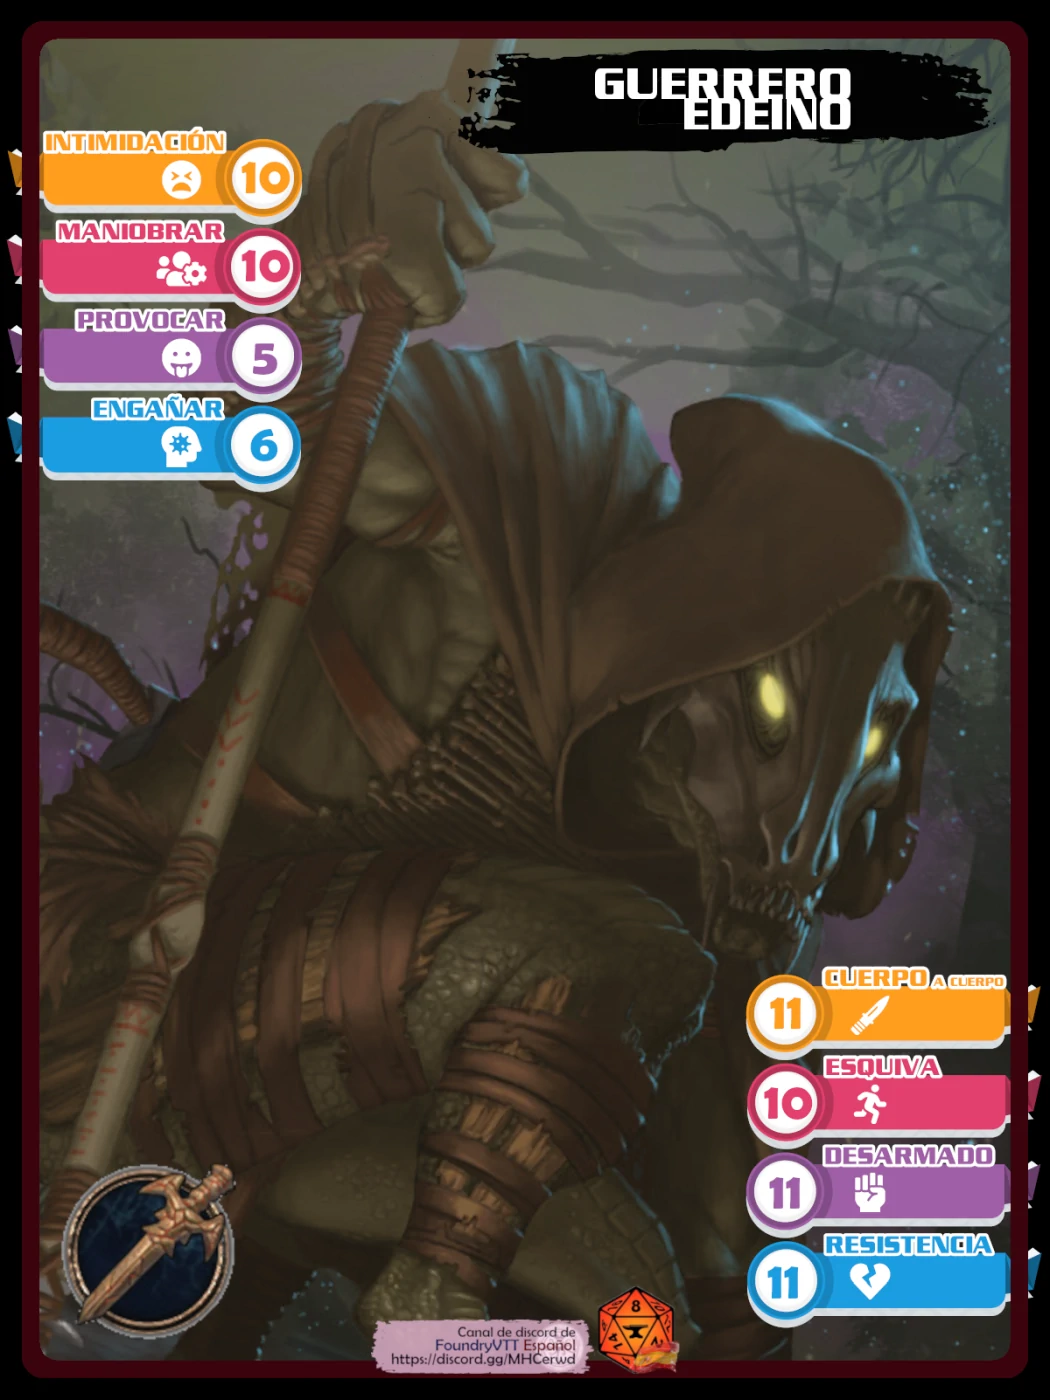 GUERRERO
EDEINO
INTIMIDACIÓN
10
MANIOBRAR
10
PROVOCAR
5
ENGAÑAR
6
CUERPO A CUERPO
11
ESQUIVA
10
DESARMADO
11
RESISTENCIA
11
8
Canal de discord de
FoundryVTT Español
https://discord.gg/MHCerwd